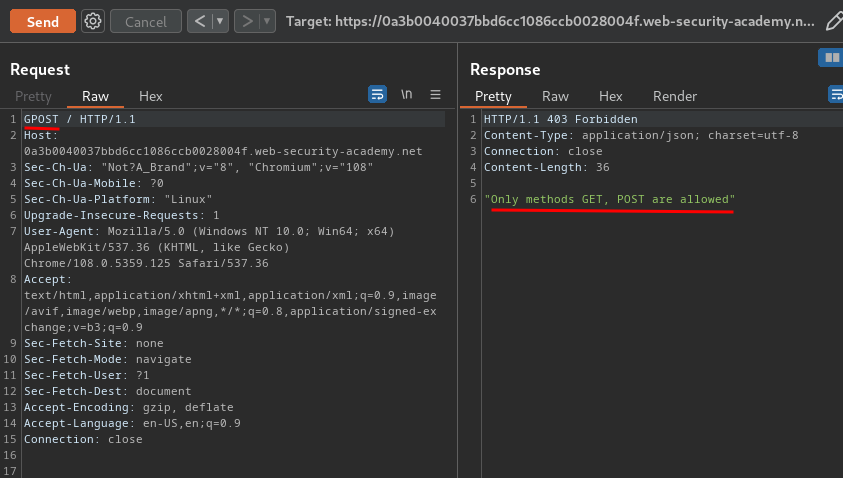 Send Cancel < > Target: https://0a3b0040037bbd6cc1086ccb0028004f.web-security-academy.n...
Request
Pretty Raw Hex \n
1 GPOST / HTTP/1.1
2 Host:
0a3b0040037bbd6cc1086ccb0028004f.web-security-academy.net
3 Sec-Ch-Ua: "Not?A_Brand";v="8", "Chromium";v="108"
4 Sec-Ch-Ua-Mobile: ?0
5 Sec-Ch-Ua-Platform: "Linux"
6 Upgrade-Insecure-Requests: 1
7 User-Agent: Mozilla/5.0 (Windows NT 10.0; Win64; x64)
AppleWebKit/537.36 (KHTML, like Gecko)
Chrome/108.0.5359.125 Safari/537.36
8 Accept:
text/html,application/xhtml+xml,application/xml;q=0.9,image
/avif,image/webp,image/apng,*/*;q=0.8,application/signed-ex
change;v=b3;q=0.9
9 Sec-Fetch-Site: none
10 Sec-Fetch-Mode: navigate
11 Sec-Fetch-User: ?1
12 Sec-Fetch-Dest: document
13 Accept-Encoding: gzip, deflate
14 Accept-Language: en-US,en;q=0.9
15 Connection: close
16
17
Response
Pretty Raw Hex Render
1 HTTP/1.1 403 Forbidden
2 Content-Type: application/json; charset=utf-8
3 Connection: close
4 Content-Length: 36
5
6 "Only methods GET, POST are allowed"